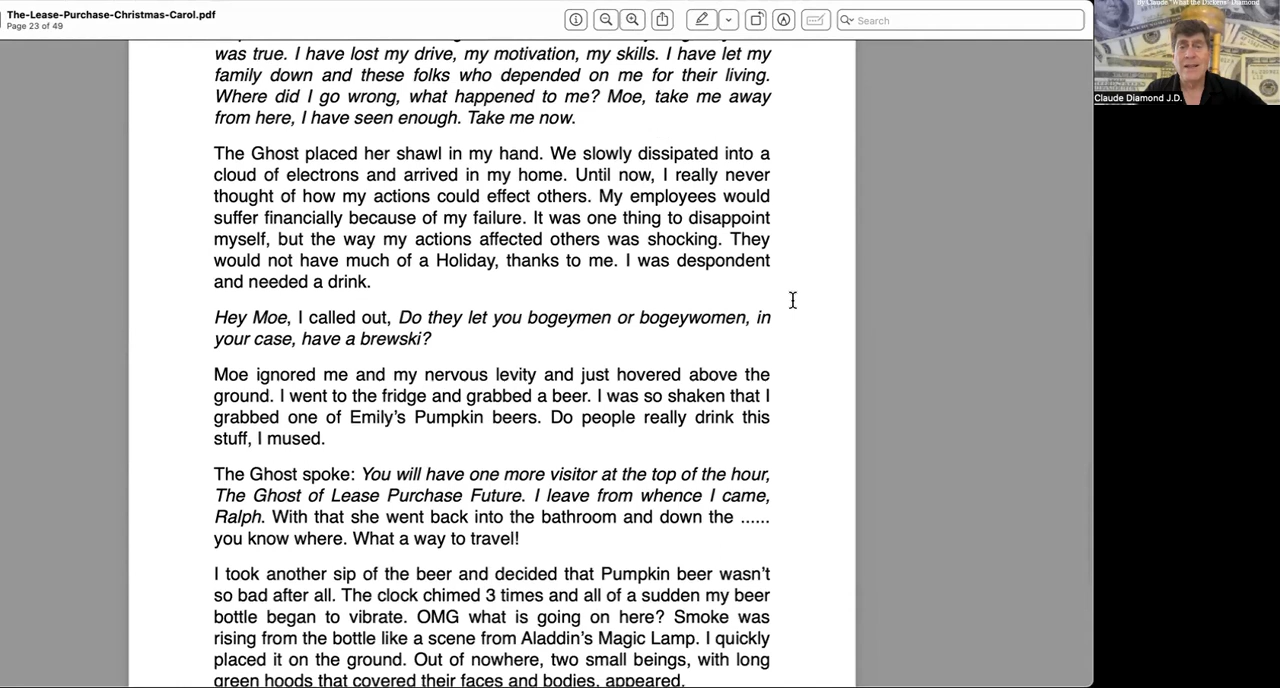 The-Lease-Purchase-Christmas-Carol.pdf
Page 23 of 49
Search
By Claude "What the Dickens" Diamond
Claude Diamond J.D.
was true. I have lost my drive, my motivation, my skills. I have let my
family down and these folks who depended on me for their living.
Where did I go wrong, what happened to me? Moe, take me away
from here, I have seen enough. Take me now.
The Ghost placed her shawl in my hand. We slowly dissipated into a
cloud of electrons and arrived in my home. Until now, I really never
thought of how my actions could effect others. My employees would
suffer financially because of my failure. It was one thing to disappoint
myself, but the way my actions affected others was shocking. They
would not have much of a Holiday, thanks to me. I was despondent
and needed a drink.
Hey Moe, I called out, Do they let you bogeymen or bogeywomen, in
your case, have a brewski?
Moe ignored me and my nervous levity and just hovered above the
ground. I went to the fridge and grabbed a beer. I was so shaken that I
grabbed one of Emily’s Pumpkin beers. Do people really drink this
stuff, I mused.
The Ghost spoke: You will have one more visitor at the top of the hour,
The Ghost of Lease Purchase Future. I leave from whence I came,
Ralph. With that she went back into the bathroom and down the ......
you know where. What a way to travel!
I took another sip of the beer and decided that Pumpkin beer wasn’t
so bad after all. The clock chimed 3 times and all of a sudden my beer
bottle began to vibrate. OMG what is going on here? Smoke was
rising from the bottle like a scene from Aladdin’s Magic Lamp. I quickly
placed it on the ground. Out of nowhere, two small beings, with long
green hoods that covered their faces and bodies, appeared.